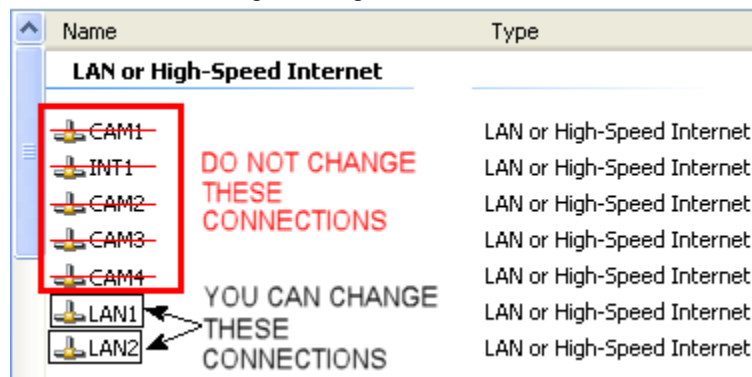 Name Type
LAN or High-Speed Internet
CAM1 LAN or High-Speed Internet
INT1 DO NOT CHANGE LAN or High-Speed Internet
CAM2 THESE LAN or High-Speed Internet
CAM3 CONNECTIONS LAN or High-Speed Internet
CAM4 LAN or High-Speed Internet
LAN1 YOU CAN CHANGE LAN or High-Speed Internet
THESE
LAN2 CONNECTIONS LAN or High-Speed Internet